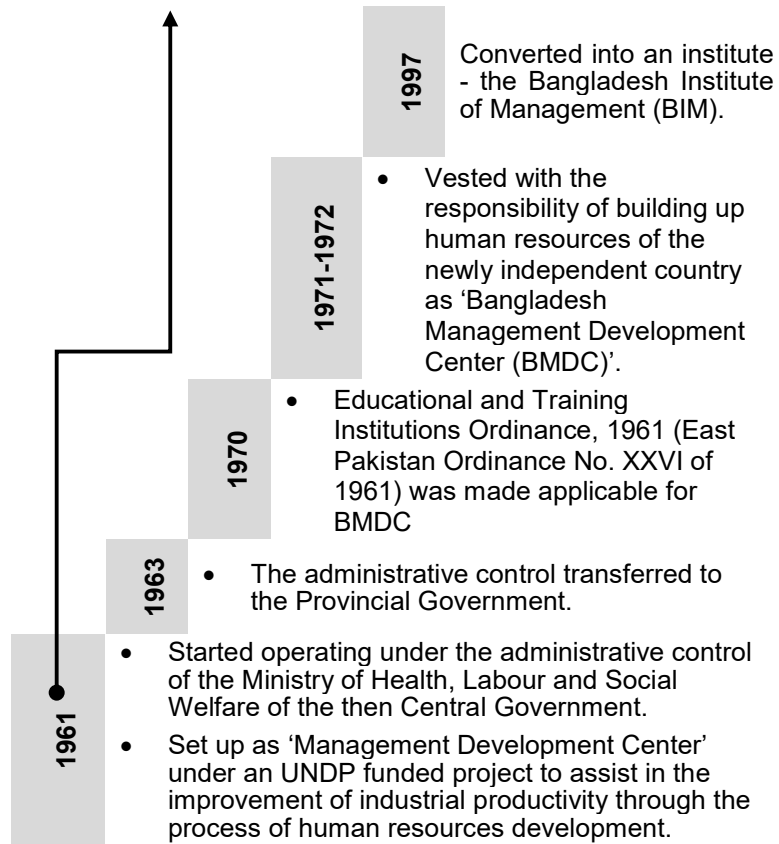 1997
Converted into an institute
- the Bangladesh Institute
of Management (BIM).
1971-1972
• Vested with the
responsibility of building up
human resources of the
newly independent country
as ‘Bangladesh
Management Development
Center (BMDC)’.
1970
• Educational and Training
Institutions Ordinance, 1961 (East
Pakistan Ordinance No. XXVI of
1961) was made applicable for
BMDC
1963
• The administrative control transferred to
the Provincial Government.
1961
• Started operating under the administrative control
of the Ministry of Health, Labour and Social
Welfare of the then Central Government.
• Set up as ‘Management Development Center’
under an UNDP funded project to assist in the
improvement of industrial productivity through the
process of human resources development.